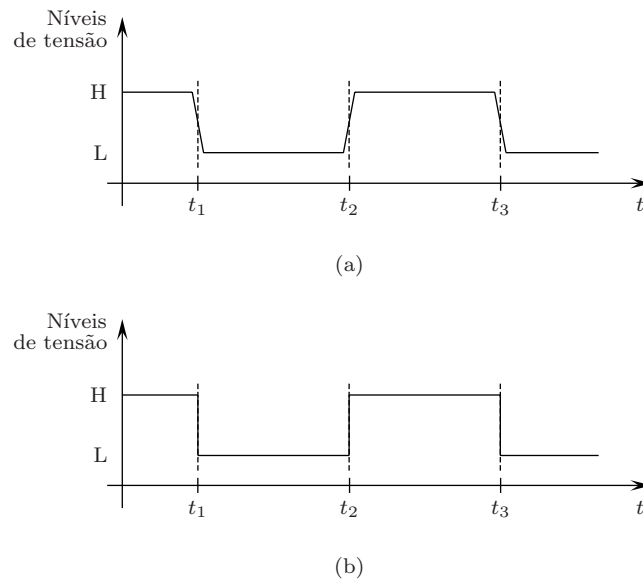 Níveis
de tensão
H
L
t1 t2 t3 t
(a)
Níveis
de tensão
H
L
t1 t2 t3 t
(b)